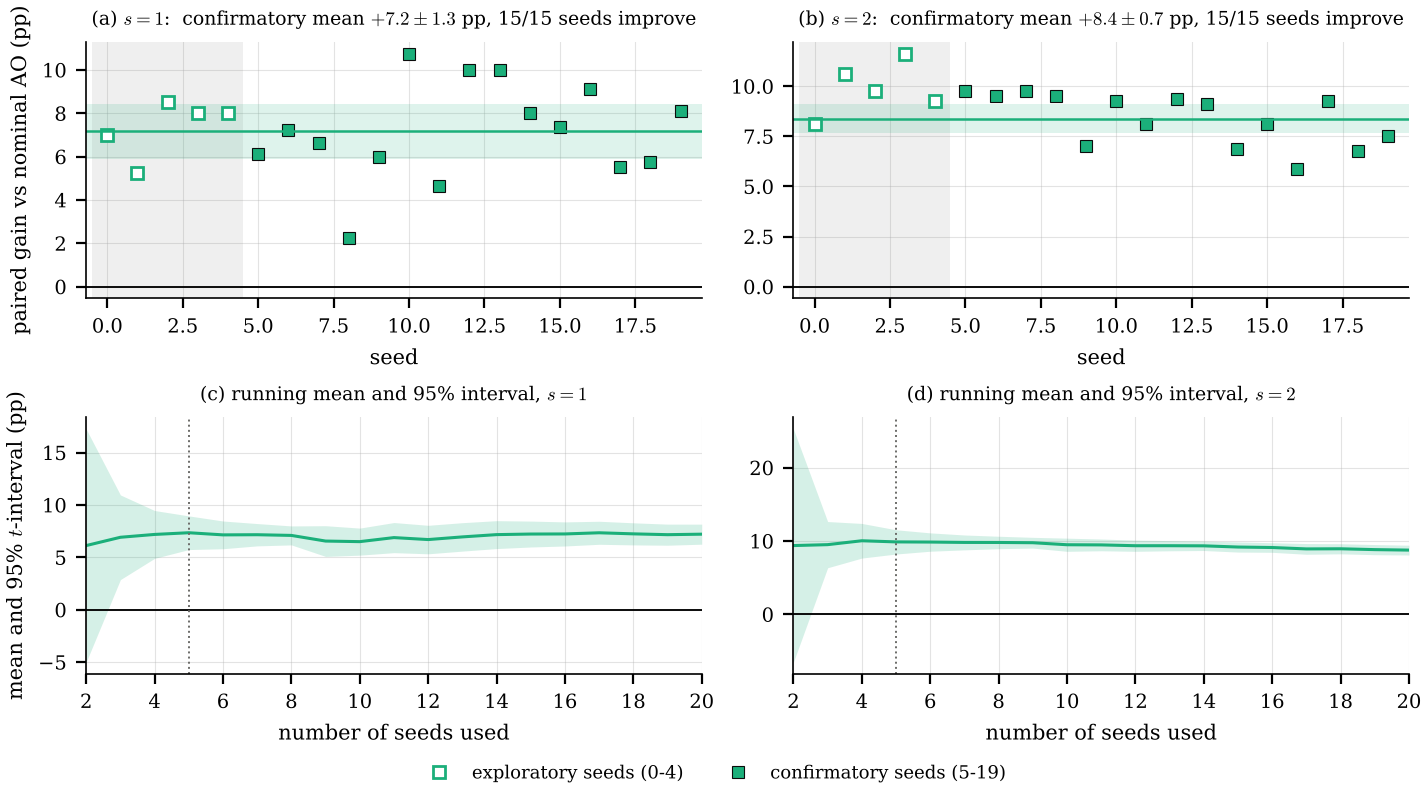 (a) s = 1: confirmatory mean +7.2 ± 1.3 pp, 15/15 seeds improve
(b) s = 2: confirmatory mean +8.4 ± 0.7 pp, 15/15 seeds improve
paired gain vs nominal AO (pp)
10
8
6
4
2
0
0.0 2.5 5.0 7.5 10.0 12.5 15.0 17.5
seed
10.0
7.5
5.0
2.5
0.0
0.0 2.5 5.0 7.5 10.0 12.5 15.0 17.5
seed
(c) running mean and 95% interval, s = 1
(d) running mean and 95% interval, s = 2
mean and 95% t-interval (pp)
15
10
5
0
−5
2 4 6 8 10 12 14 16 18 20
number of seeds used
20
10
0
2 4 6 8 10 12 14 16 18 20
number of seeds used
exploratory seeds (0-4)
confirmatory seeds (5-19)